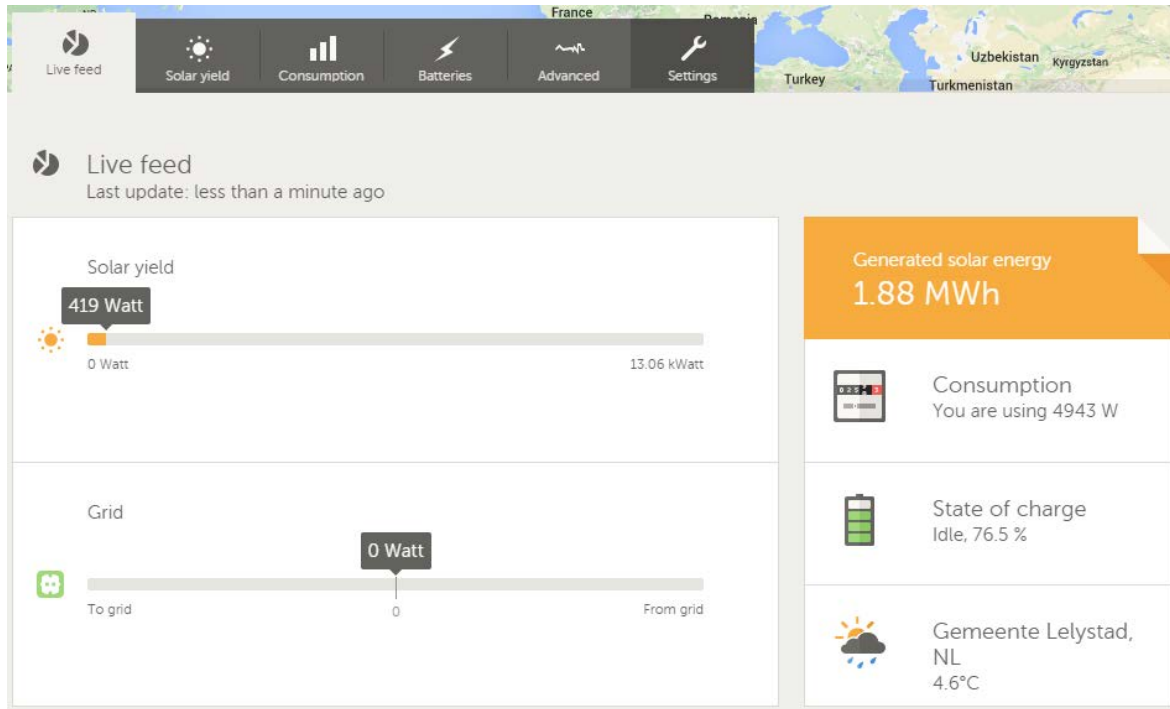 France
Romania
Uzbekistan
Kyrgyzstan
Turkey
Turkmenistan
Live feed
Solar yield
Consumption
Batteries
Advanced
Settings
Live feed
Last update: less than a minute ago
Solar yield
419 Watt
0 Watt
13.06 kWatt
Grid
0 Watt
To grid
0
From grid
Generated solar energy
1.88 MWh
Consumption
You are using 4943 W
State of charge
Idle, 76.5 %
Gemeente Lelystad,
NL
4.6°C